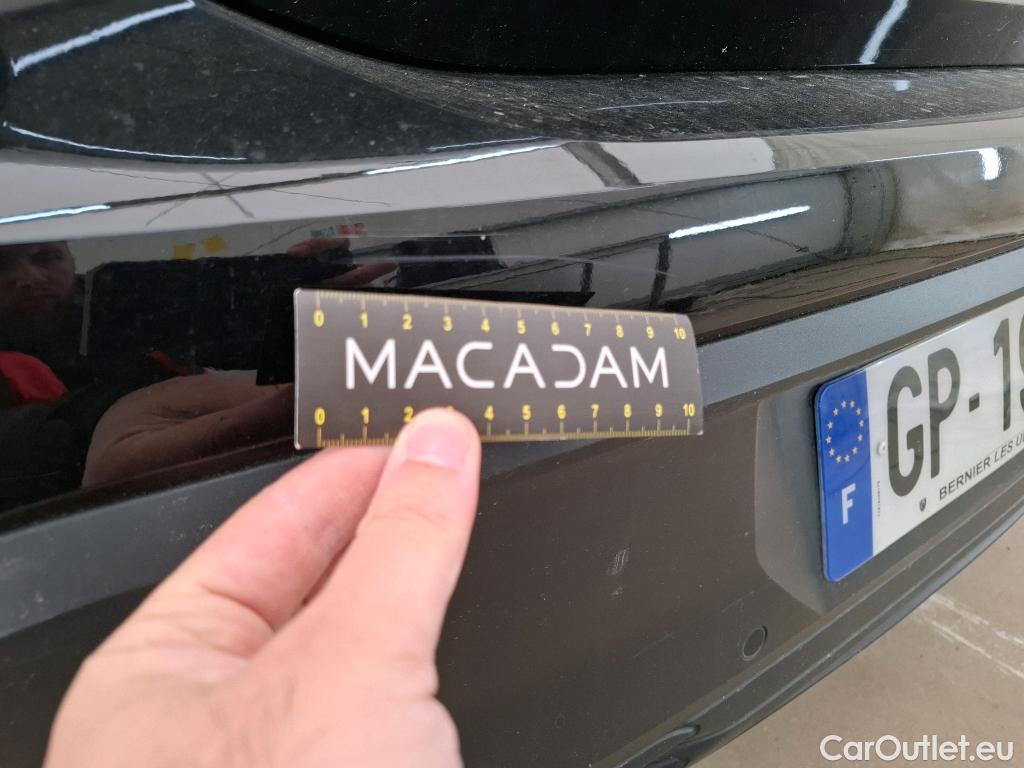 0 1 2 3 4 5 6 7 8 9 10
MACADAM
0 1 2 4 5 6 7 8 9 10
F
GP-19
BERNIER LES U
CarOutlet.eu